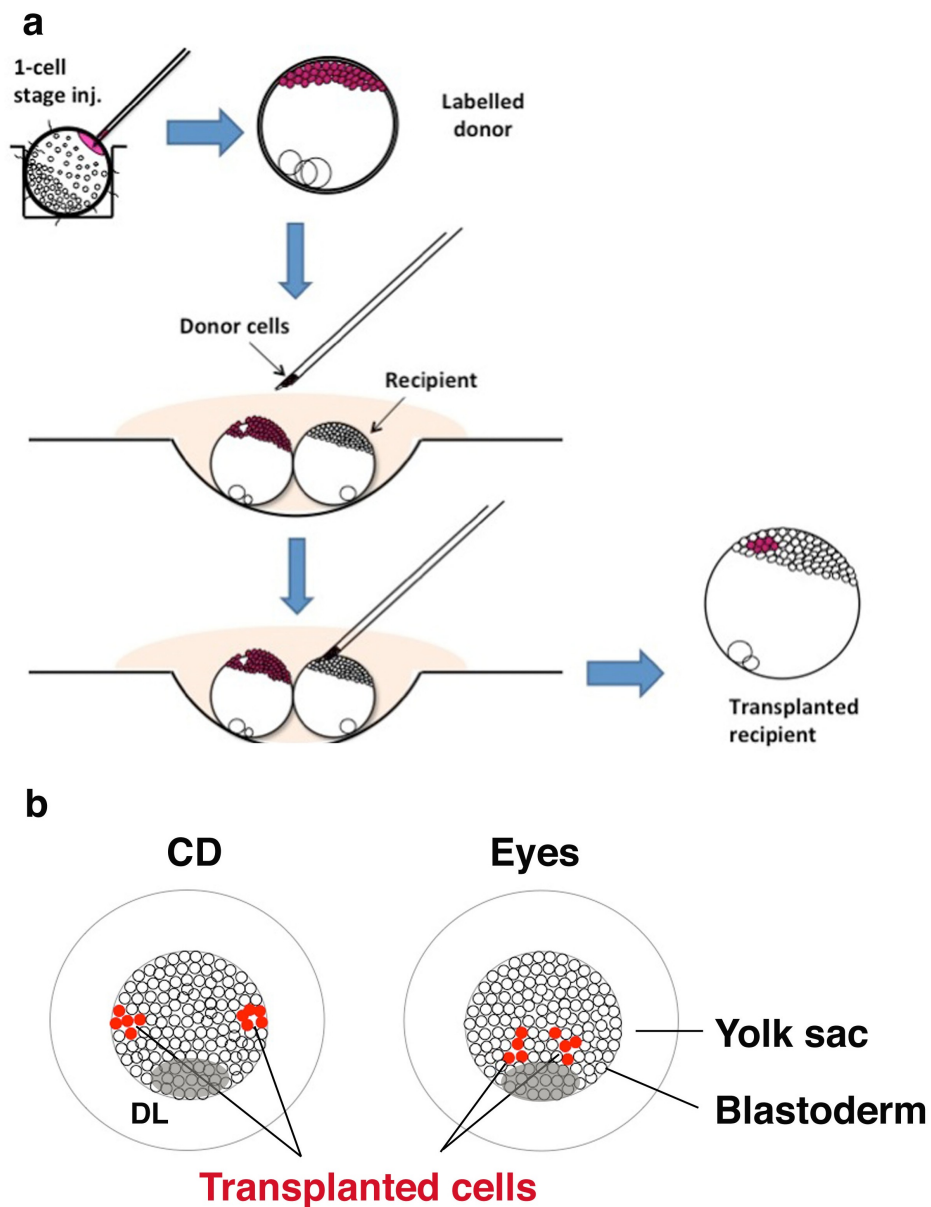 a
1-cell
stage inj.
Labelled
donor
Donor cells
Recipient
Transplanted
recipient
b
CD
Eyes
Yolk sac
Blastoderm
DL
Transplanted cells